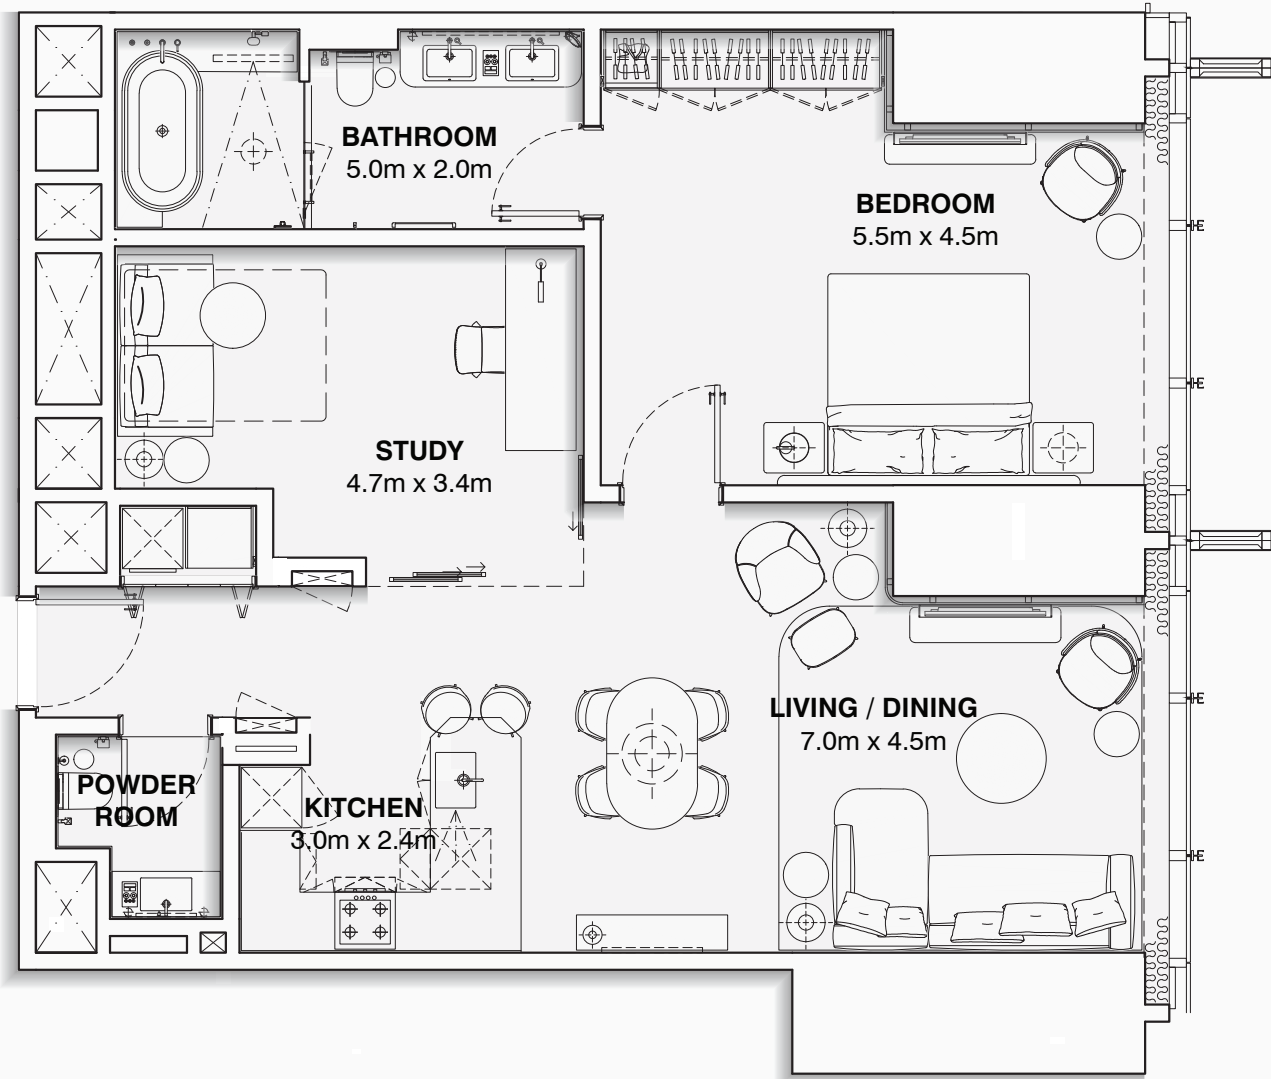 BATHROOM
5.0m x 2.0m
BEDROOM
5.5m x 4.5m
STUDY
4.7m x 3.4m
LIVING / DINING
7.0m x 4.5m
POWDER
ROOM
KITCHEN
3.0m x 2.4m